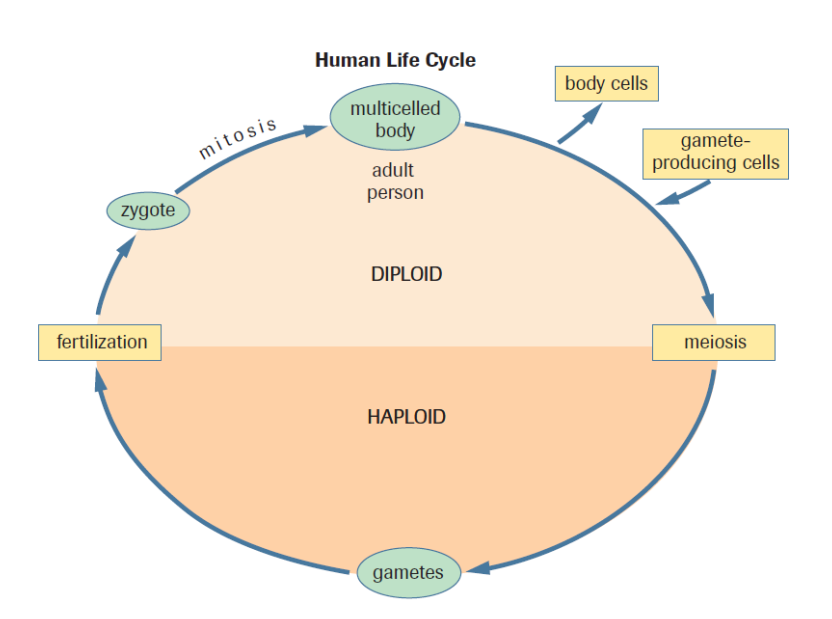 Human Life Cycle
body cells
multicelled
body
mitosis
gamete-
producing cells
adult
person
zygote
DIPLOID
fertilization
meiosis
HAPLOID
gametes